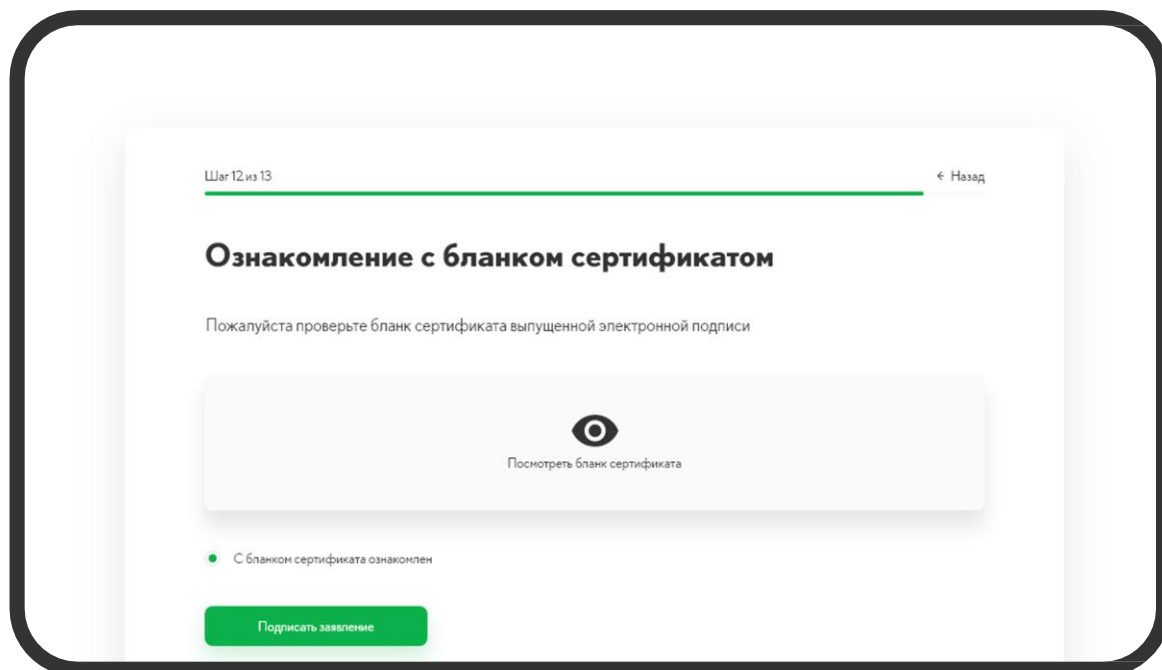 Шаг 12 из 13
← Назад
Ознакомление с бланком сертификатом
Пожалуйста проверьте бланк сертификата выпущенной электронной подписи
Посмотреть бланк сертификата
С бланком сертификата ознакомлен
Подписать заявление